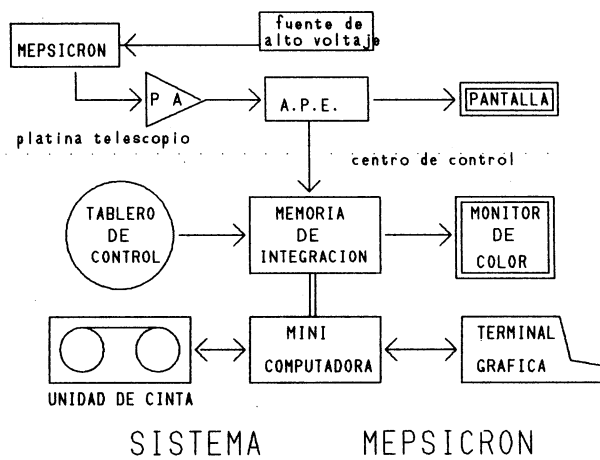 fuente de
alto voltaje
MEPSICRON
P A
A.P.E.
PANTALLA
platina telescopio
centro de control
TABLERO
DE
CONTROL
MEMORIA
DE
INTEGRACION
MONITOR
DE
COLOR
MINI
COMPUTADORA
TERMINAL
GRAFICA
UNIDAD DE CINTA
SISTEMA MEPSICRON